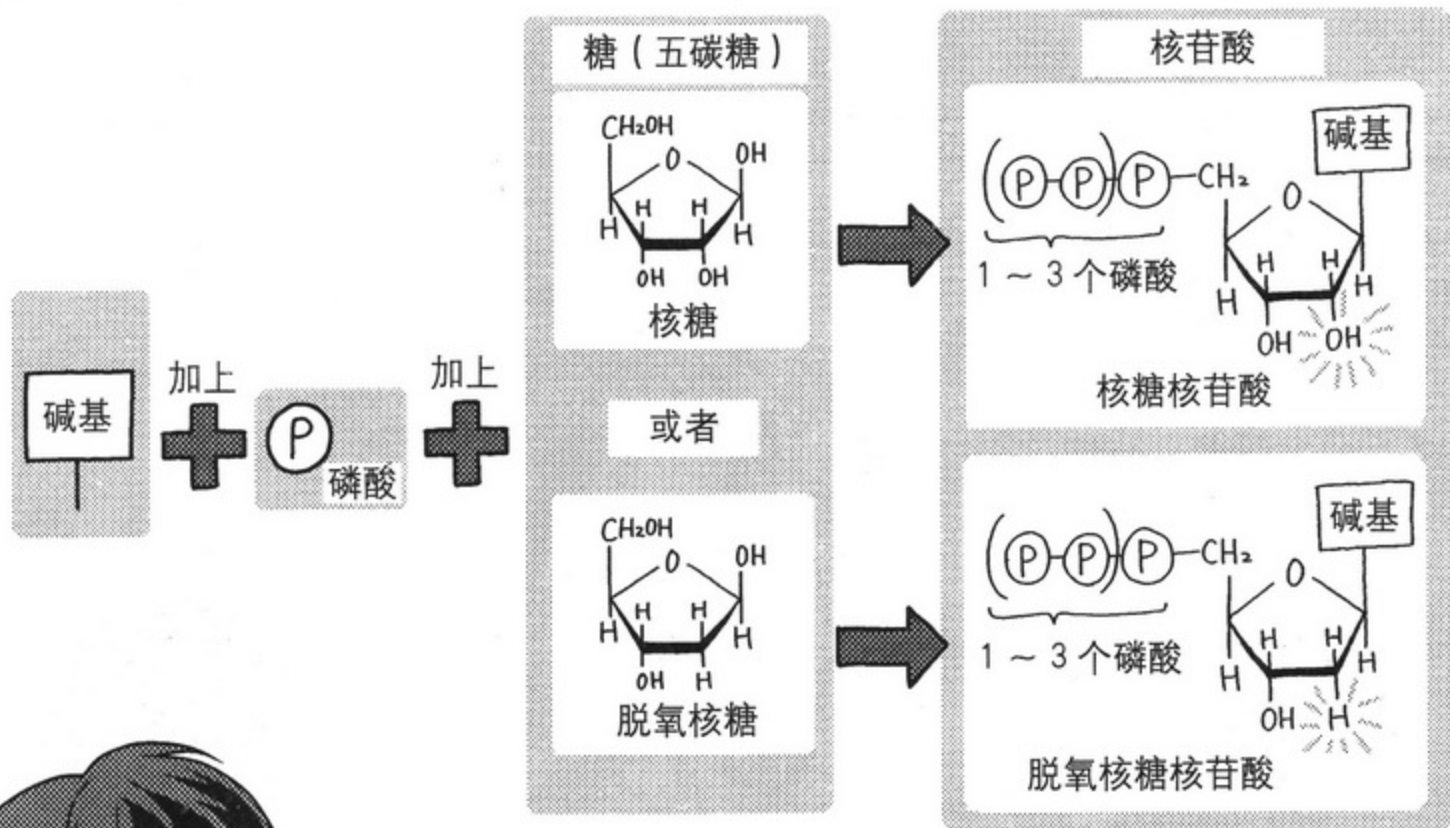 碱基
加上
P
磷酸
加上
糖（五碳糖）
CH₂OH
O
OH
H
H
H
H
OH
OH
核糖
或者
CH₂OH
O
OH
H
H
H
H
OH
H
脱氧核糖
核苷酸
碱基
(P-P)P-CH₂
O
1 ～ 3 个磷酸
H
H
H
H
OH
OH
核糖核苷酸
碱基
(P-P)P-CH₂
O
1 ～ 3 个磷酸
H
H
H
H
OH
H
脱氧核糖核苷酸